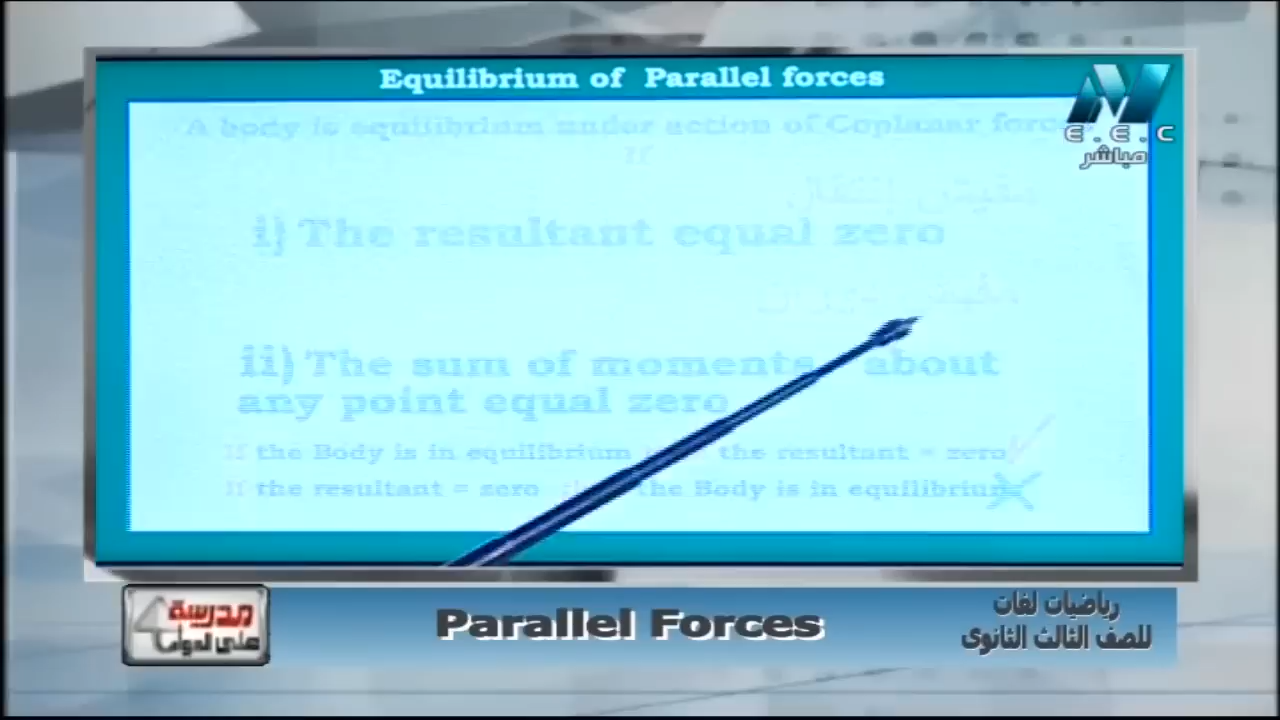 Equilibrium of Parallel forces
E.E.C
مباشر
A body is equilibrium under action of Coplanar forc
If
i) The resultant equal zero
ii) The sum of moments about
any point equal zero
If the Body is in equilibrium the resultant = zero
If the resultant = zero the Body is in equilibrium
مدرسة
على الهواء
Parallel Forces
رياضيات لغات
للصف الثالث الثانوى